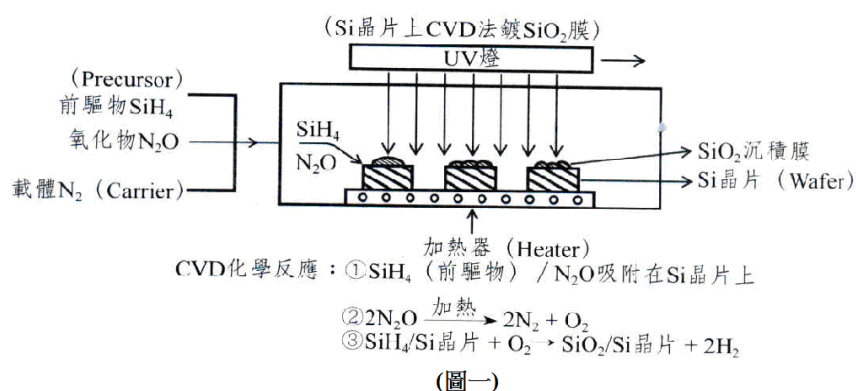 (Si晶片上CVD法鍍SiO₂膜)
UV燈
(Precursor)
前驅物SiH₄
氧化物N₂O
載體N₂ (Carrier)
SiH₄
N₂O
SiO₂沉積膜
Si晶片 (Wafer)
加熱器 (Heater)
CVD化學反應：①SiH₄ (前驅物) /N₂O吸附在Si晶片上
②2N₂O 加熱→ 2N₂ + O₂
③SiH₄/Si晶片 + O₂ → SiO₂/Si晶片 + 2H₂
(圖一)